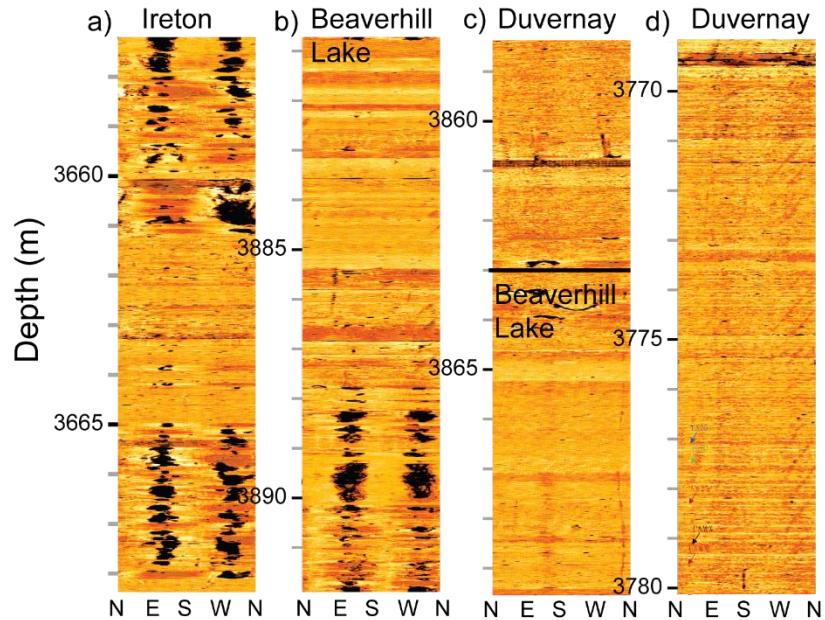 a) Ireton
b) Beaverhill
Lake
c) Duvernay
d) Duvernay
Depth (m)
3660
3665
3885
3890
3860
Beaverhill
Lake
3865
3770
3775
3780
N E S W N
N E S W N
N E S W N
N E S W N